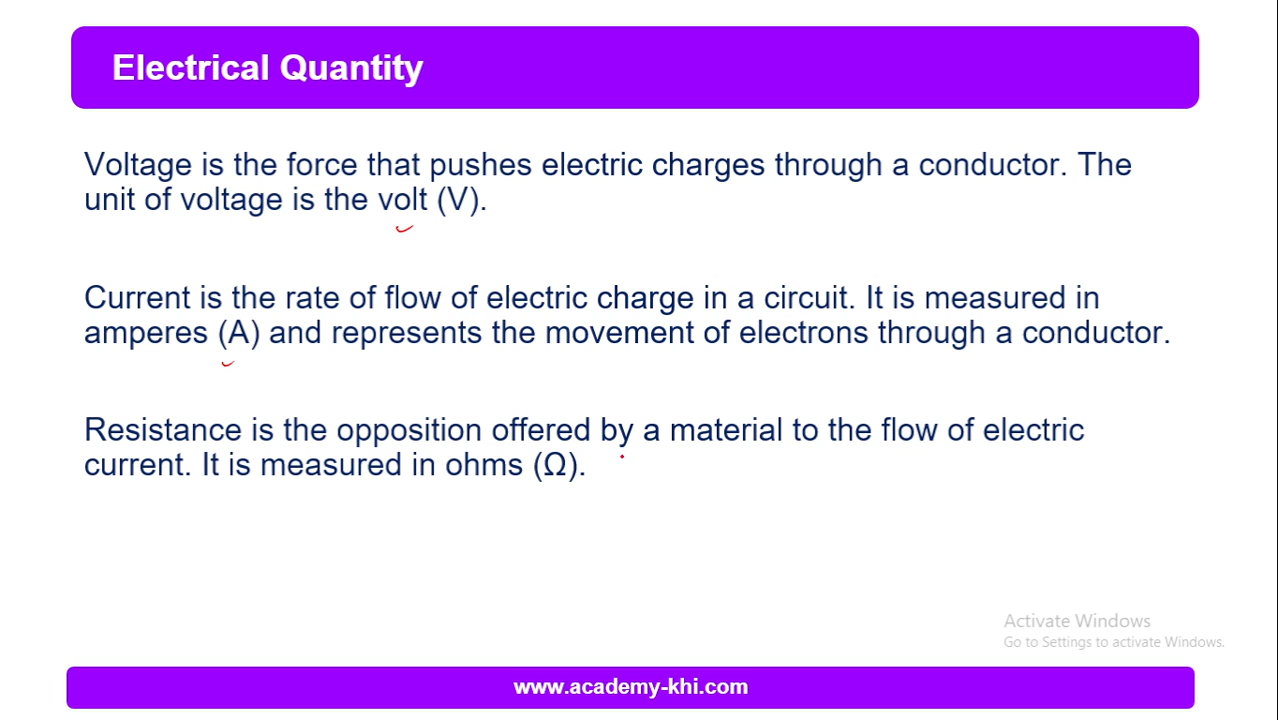 Electrical Quantity
Voltage is the force that pushes electric charges through a conductor. The
unit of voltage is the volt (V).
Current is the rate of flow of electric charge in a circuit. It is measured in
amperes (A) and represents the movement of electrons through a conductor.
Resistance is the opposition offered by a material to the flow of electric
current. It is measured in ohms (Ω).
Activate Windows
Go to Settings to activate Windows.
www.academy-khi.com